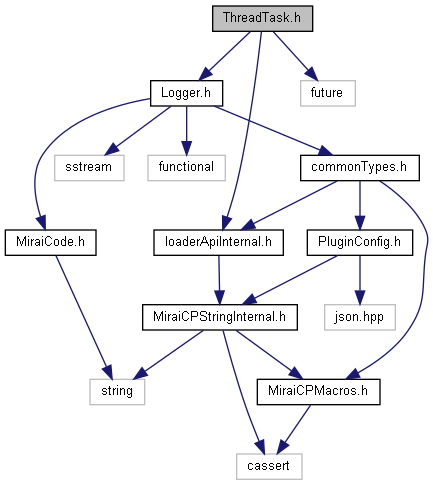 ThreadTask.h
Logger.h
future
sstream
functional
commonTypes.h
MiraiCode.h
loaderApiInternal.h
PluginConfig.h
MiraiCPStringInternal.h
json.hpp
string
MiraiCPMacros.h
cassert